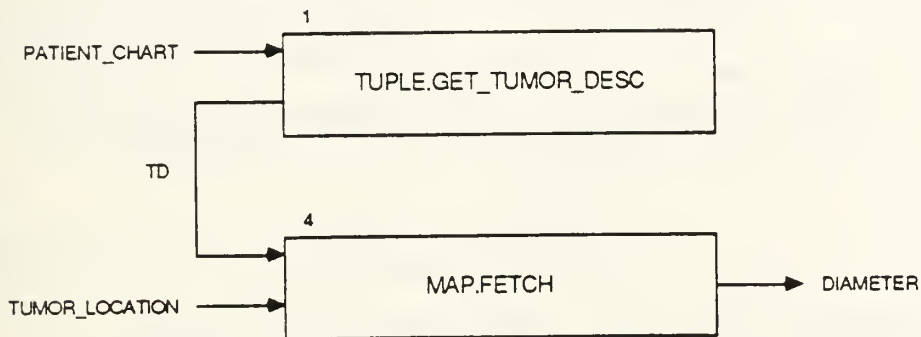 1
PATIENT_CHART
TUPLE.GET_TUMOR_DESC
TD
4
MAP.FETCH
DIAMETER
TUMOR_LOCATION